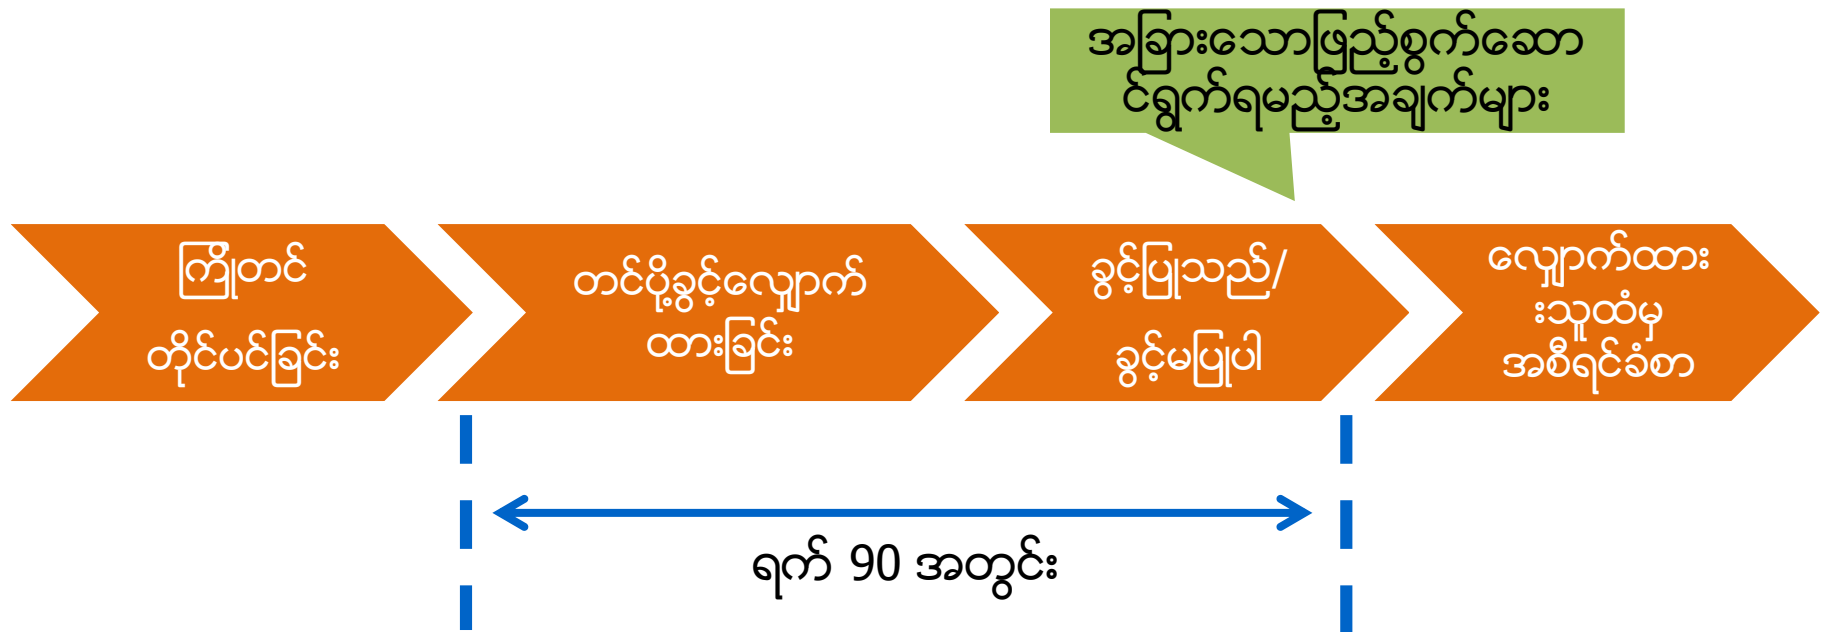 အခြားသောဖြည့်စွက်ဆော
င်ရွက်ရမည့်အချက်များ
ကြိုတင်
တိုင်ပင်ခြင်း
တင်ပို့ခွင့်လျှောက်
ထားခြင်း
ခွင့်ပြုသည်/
ခွင့်မပြုပါ
လျှောက်ထား
းသူထံမှ
အစီရင်ခံစာ
ရက် 90 အတွင်း